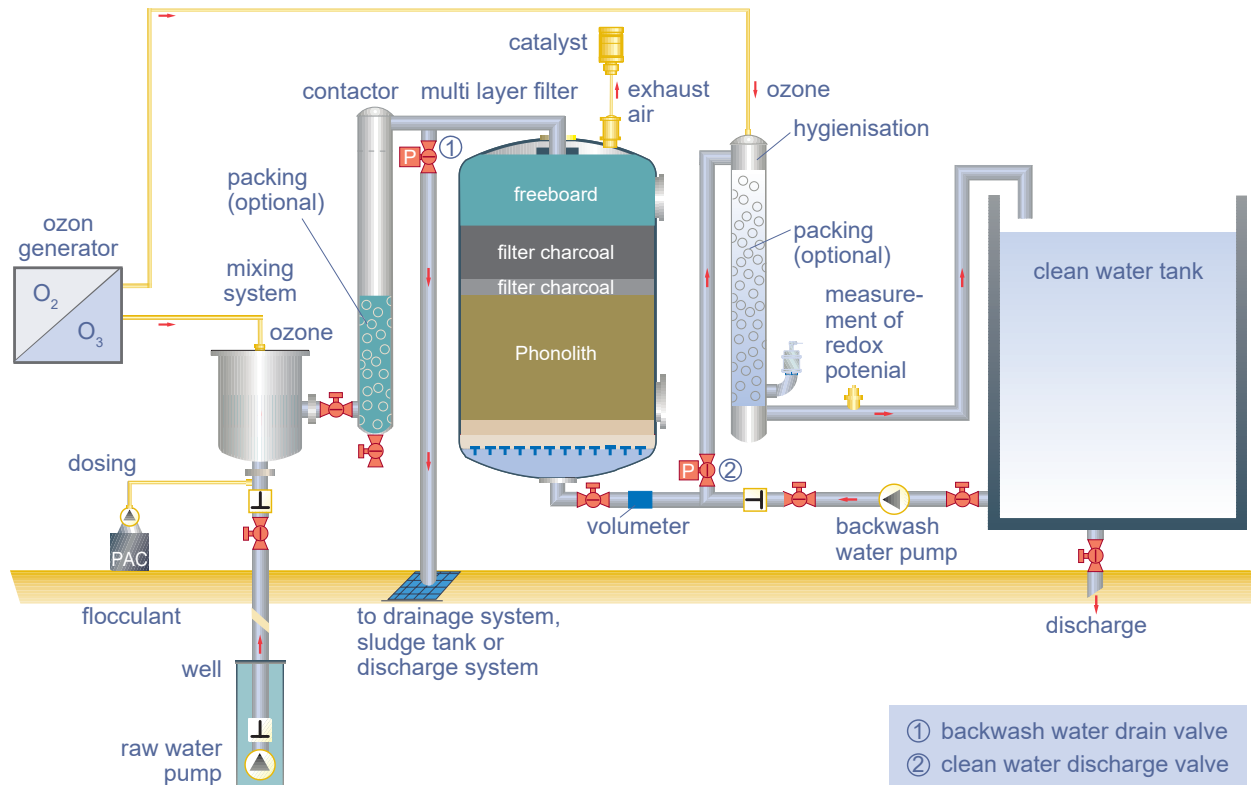 catalyst
exhaust
air
ozone
contactor
multi layer filter
hygienisation
P
1
packing
(optional)
freeboard
ozon
generator
filter charcoal
packing
(optional)
clean water tank
mixing
system
filter charcoal
measure-
ment of
redox
potenial
O2
O3
ozone
Phonolith
dosing
P
2
volumeter
backwash
water pump
PAC
flocculant
to drainage system,
sludge tank or
discharge system
discharge
well
raw water
pump
1 backwash water drain valve
2 clean water discharge valve